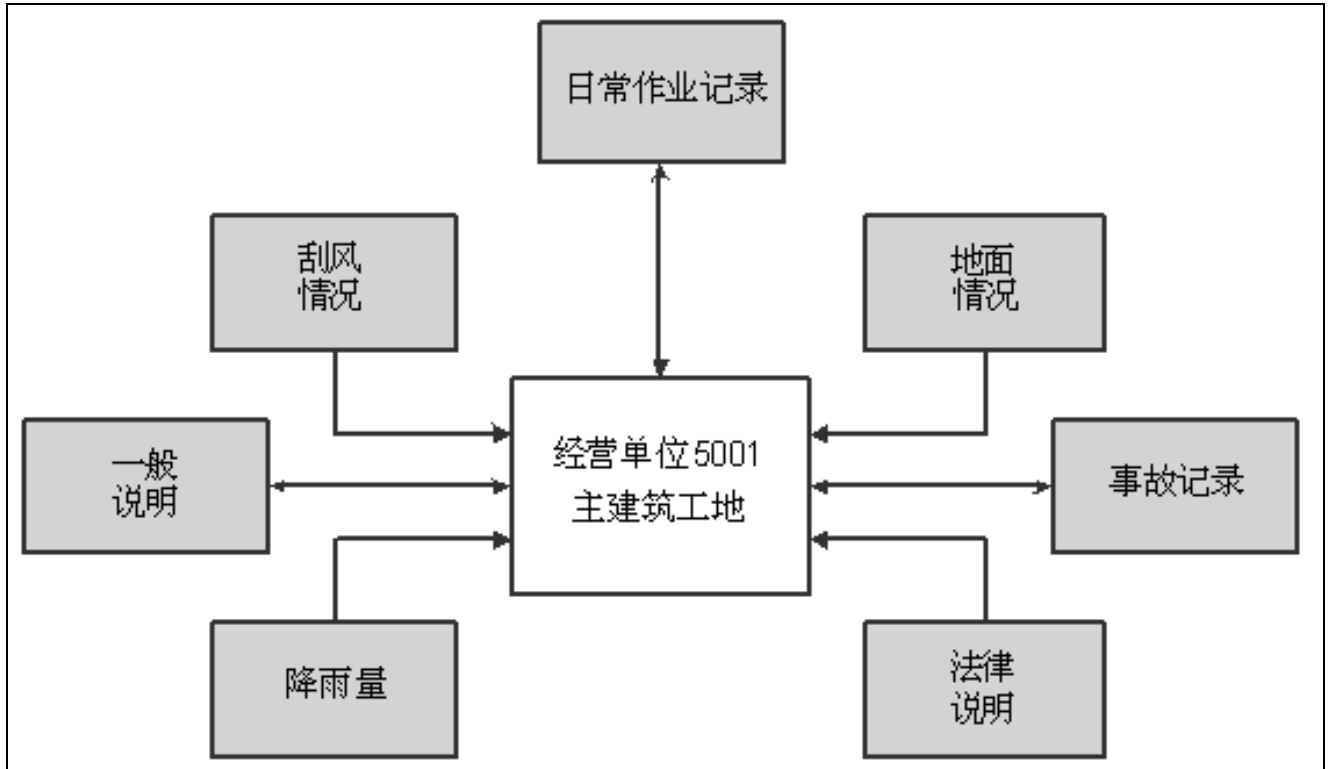 日常作业记录
刮风
情况
地面
情况
一般
说明
经营单位5001
主建筑工地
事故记录
降雨量
法律
说明